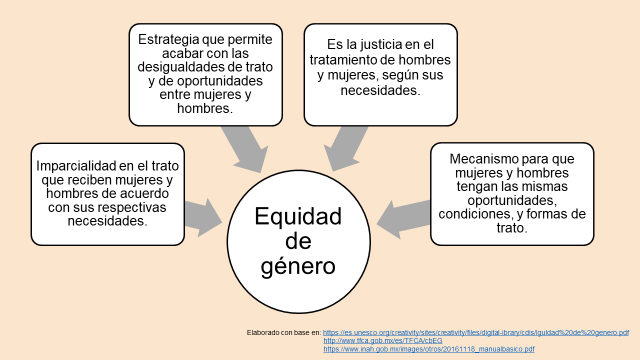 Estrategia que permite
acabar con las
desigualdades de trato
y de oportunidades
entre mujeres y
hombres.
Es la justicia en el
tratamiento de hombres
y mujeres, según sus
necesidades.
Imparcialidad en el trato
que reciben mujeres y
hombres de acuerdo
con sus respectivas
necesidades.
Mecanismo para que
mujeres y hombres
tengan las mismas
oportunidades,
condiciones, y formas de
trato.
Equidad
de
género
Elaborado con base en: https://es.unesco.org/creativity/sites/creativity/files/digital-library/cdis/Iguldad%20de%20genero.pdf
http://www.tfca.gob.mx/es/TFCA/cbEG
https://www.inah.gob.mx/images/otros/20161118_manualbasico.pdf